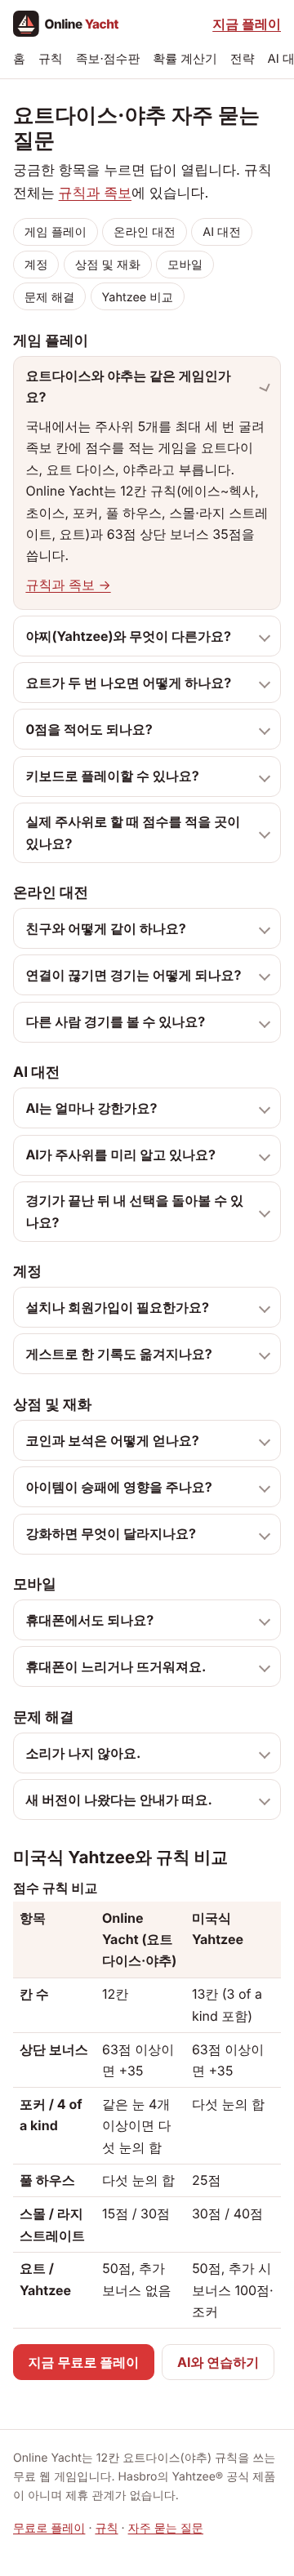 Online Yacht
지금 플레이
홈 규칙 족보·점수판 확률 계산기 전략 AI 대
요트다이스·야추 자주 묻는
질문
궁금한 항목을 누르면 답이 열립니다. 규칙
전체는 규칙과 족보에 있습니다.
게임 플레이 온라인 대전 AI 대전
계정 상점 및 재화 모바일
문제 해결 Yahtzee 비교
게임 플레이
요트다이스와 야추는 같은 게임인가
요?
국내에서는 주사위 5개를 최대 세 번 굴려
족보 칸에 점수를 적는 게임을 요트다이
스, 요트 다이스, 야추라고 부릅니다.
Online Yacht는 12칸 규칙(에이스~헥사,
초이스, 포커, 풀 하우스, 스몰·라지 스트레
이트, 요트)과 63점 상단 보너스 35점을
씁니다.
규칙과 족보 →
야찌(Yahtzee)와 무엇이 다른가요?
요트가 두 번 나오면 어떻게 하나요?
0점을 적어도 되나요?
키보드로 플레이할 수 있나요?
실제 주사위로 할 때 점수를 적을 곳이
있나요?
온라인 대전
친구와 어떻게 같이 하나요?
연결이 끊기면 경기는 어떻게 되나요?
다른 사람 경기를 볼 수 있나요?
AI 대전
AI는 얼마나 강한가요?
AI가 주사위를 미리 알고 있나요?
경기가 끝난 뒤 내 선택을 돌아볼 수 있
나요?
계정
설치나 회원가입이 필요한가요?
게스트로 한 기록도 옮겨지나요?
상점 및 재화
코인과 보석은 어떻게 얻나요?
아이템이 승패에 영향을 주나요?
강화하면 무엇이 달라지나요?
모바일
휴대폰에서도 되나요?
휴대폰이 느리거나 뜨거워져요.
문제 해결
소리가 나지 않아요.
새 버전이 나왔다는 안내가 떠요.
미국식 Yahtzee와 규칙 비교
점수 규칙 비교
항목 Online Yacht (요트다이스·야추) 미국식 Yahtzee
칸 수 12칸 13칸 (3 of a kind 포함)
상단 보너스 63점 이상이면 +35 63점 이상이면 +35
포커 / 4 of a kind 같은 눈 4개 이상이면 다섯 눈의 합 다섯 눈의 합
풀 하우스 다섯 눈의 합 25점
스몰 / 라지 스트레이트 15점 / 30점 30점 / 40점
요트 / Yahtzee 50점, 추가 보너스 없음 50점, 추가 시 보너스 100점·조커
지금 무료로 플레이 AI와 연습하기
Online Yacht는 12칸 요트다이스(야추) 규칙을 쓰는
무료 웹 게임입니다. Hasbro의 Yahtzee® 공식 제품
이 아니며 제휴 관계가 없습니다.
무료로 플레이 · 규칙 · 자주 묻는 질문